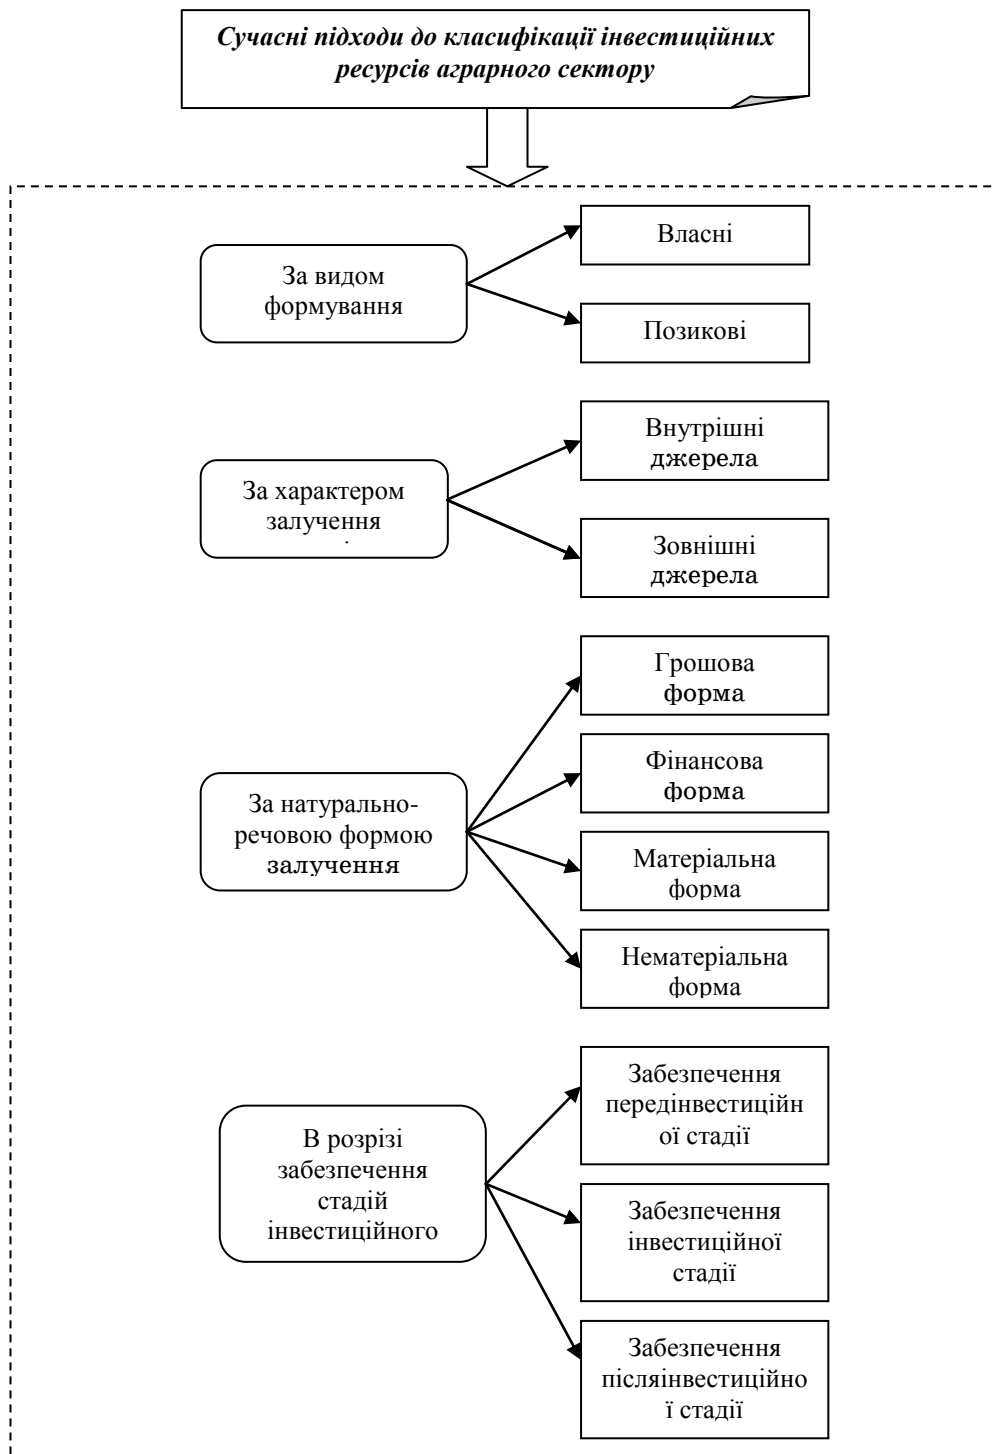 Сучасні підходи до класифікації інвестиційних
ресурсів аграрного сектору
За видом
формування
Власні
Позикові
За характером
залучення
Внутрішні
джерела
Зовнішні
джерела
За натурально-
речовою формою
залучення
Грошова
форма
Фінансова
форма
Матеріальна
форма
Нематеріальна
форма
В розрізі
забезпечення
стадій
інвестиційного
Забезпечення
передінвестиційн
ої стадії
Забезпечення
інвестиційної
стадії
Забезпечення
післяінвестиційно
ї стадії